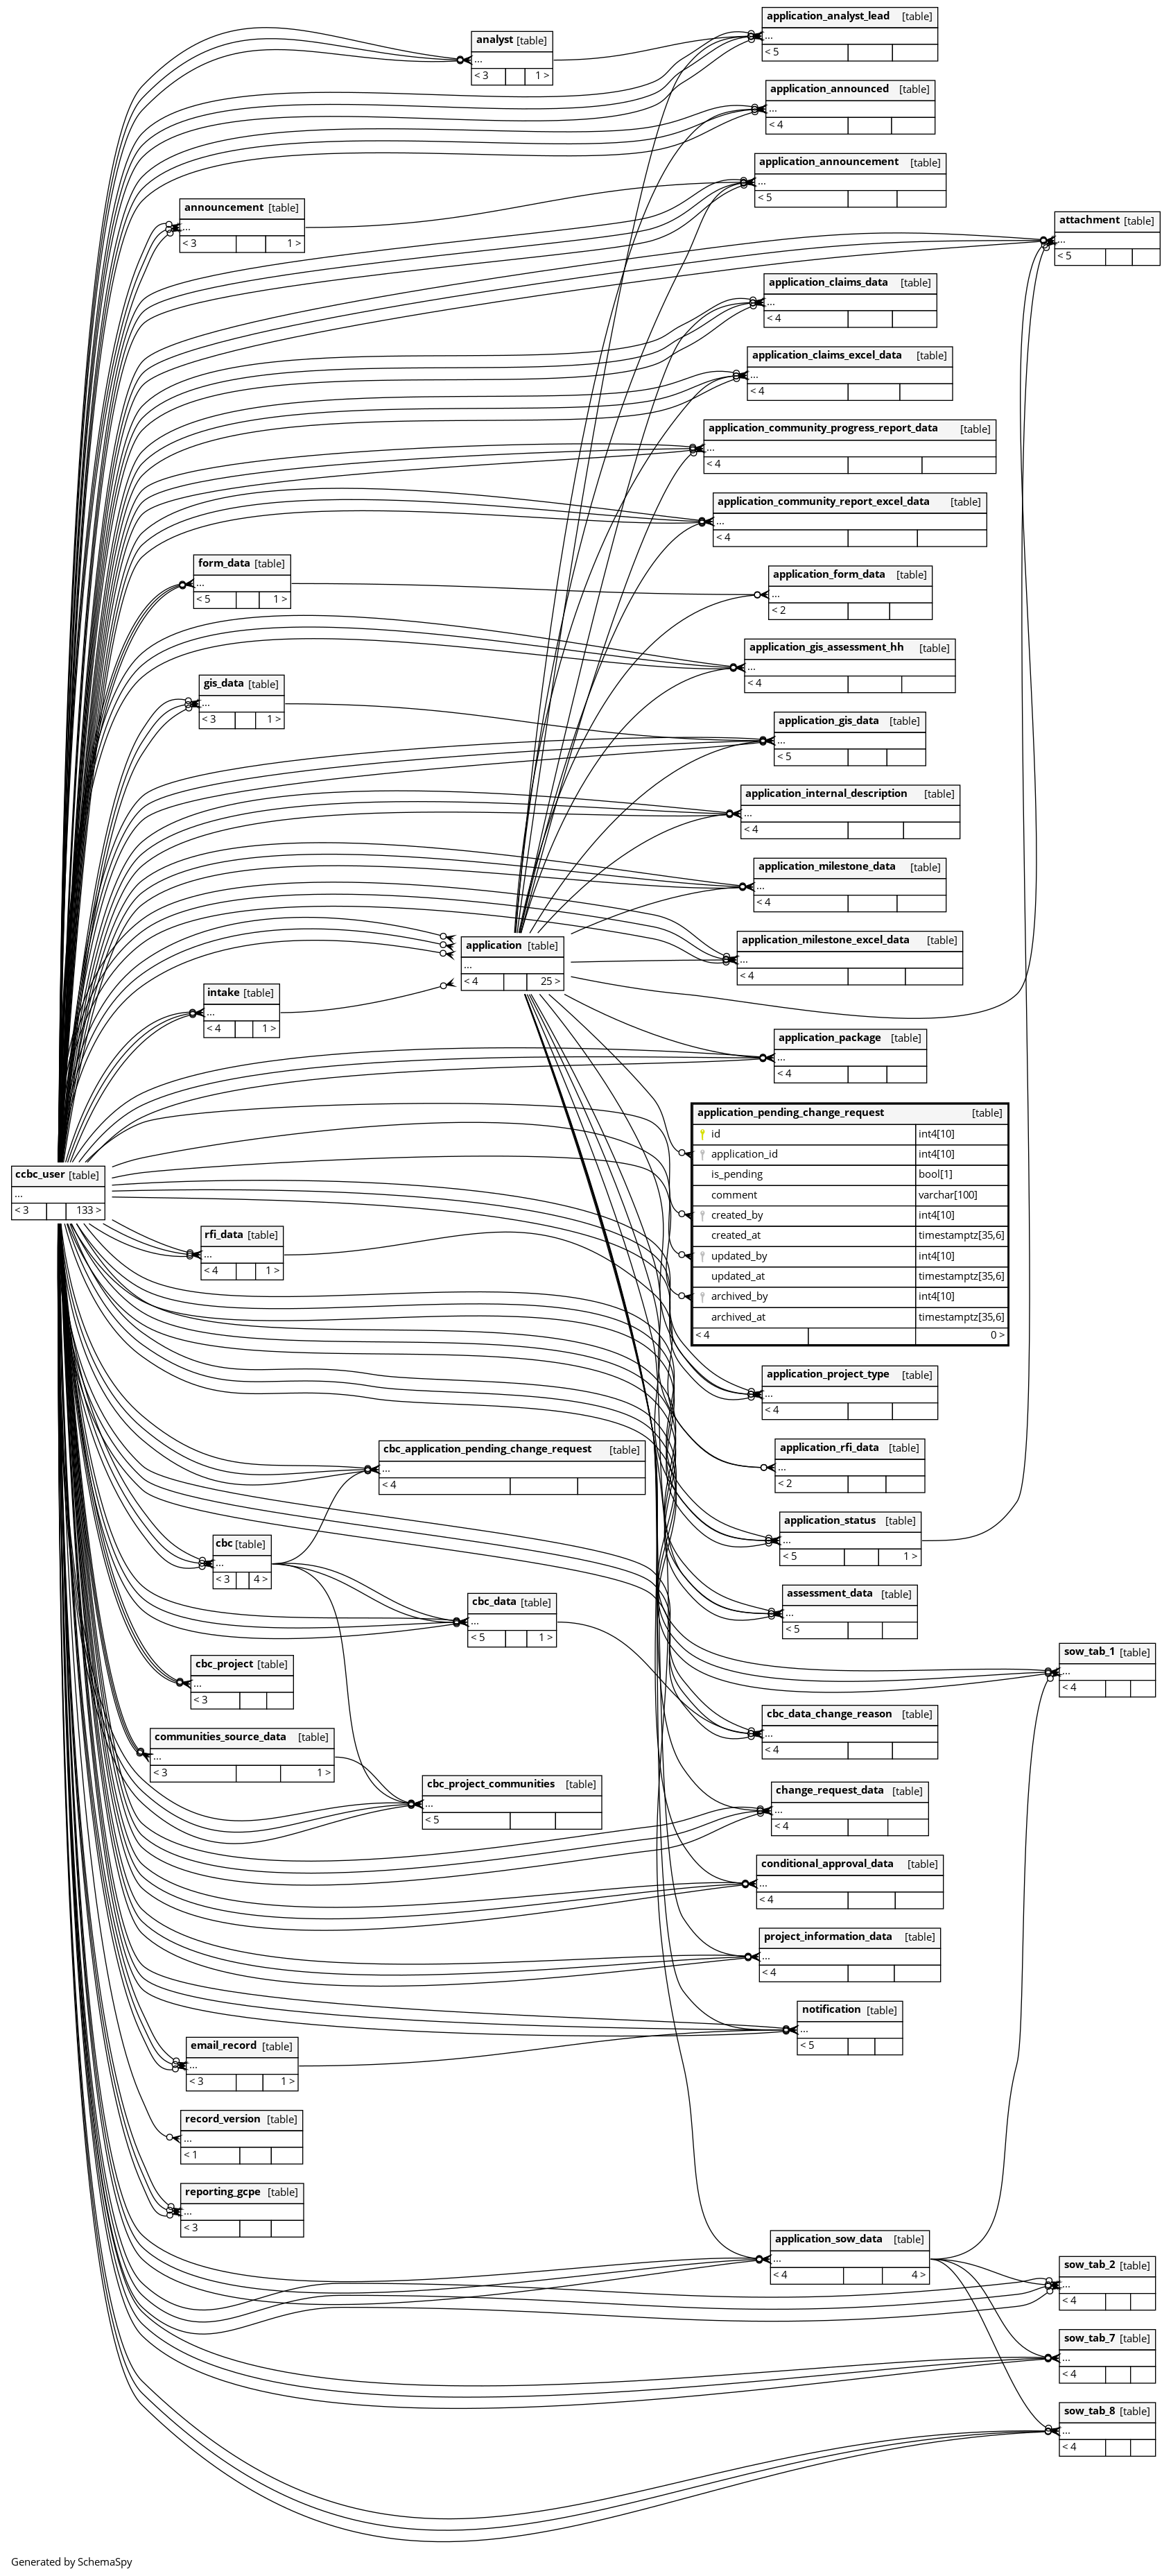 application_analyst_lead [table]
...
< 5
analyst [table]
...
< 3 1 >
application_announced [table]
...
< 4
application_announcement [table]
...
< 5
announcement [table]
...
< 3 1 >
attachment [table]
...
< 5
application_claims_data [table]
...
< 4
application_claims_excel_data [table]
...
< 4
application_community_progress_report_data [table]
...
< 4
application_community_report_excel_data [table]
...
< 4
form_data [table]
...
< 5 1 >
application_form_data [table]
...
< 2
application_gis_assessment_hh [table]
...
< 4
gis_data [table]
...
< 3 1 >
application_gis_data [table]
...
< 5
application_internal_description [table]
...
< 4
application_milestone_data [table]
...
< 4
application_milestone_excel_data [table]
...
< 4
application [table]
...
< 4 25 >
intake [table]
...
< 4 1 >
application_package [table]
...
< 4
application_pending_change_request [table]
id int4[10]
application_id int4[10]
is_pending bool[1]
comment varchar[100]
created_by int4[10]
created_at timestamptz[35,6]
updated_by int4[10]
updated_at timestamptz[35,6]
archived_by int4[10]
archived_at timestamptz[35,6]
< 4 0 >
ccbc_user [table]
...
< 3 133 >
rfi_data [table]
...
< 4 1 >
application_project_type [table]
...
< 4
cbc_application_pending_change_request [table]
...
< 4
application_rfi_data [table]
...
< 2
application_status [table]
...
< 5 1 >
cbc [table]
...
< 3 4 >
assessment_data [table]
...
< 5
cbc_data [table]
...
< 5 1 >
sow_tab_1 [table]
...
< 4
cbc_project [table]
...
< 3
cbc_data_change_reason [table]
...
< 4
communities_source_data [table]
...
< 3 1 >
cbc_project_communities [table]
...
< 5
change_request_data [table]
...
< 4
conditional_approval_data [table]
...
< 4
project_information_data [table]
...
< 4
notification [table]
...
< 5
email_record [table]
...
< 3 1 >
record_version [table]
...
< 1
reporting_gcpe [table]
...
< 3
application_sow_data [table]
...
< 4 4 >
sow_tab_2 [table]
...
< 4
sow_tab_7 [table]
...
< 4
sow_tab_8 [table]
...
< 4
Generated by SchemaSpy